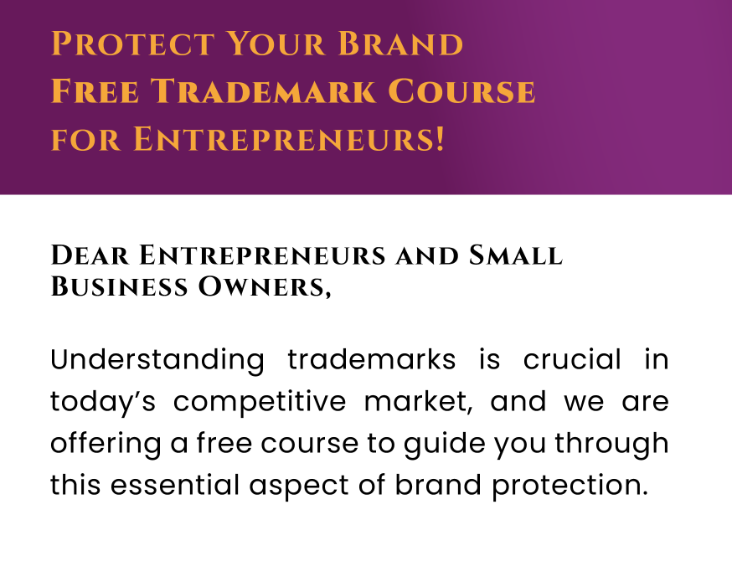 Protect Your Brand
Free Trademark Course
for Entrepreneurs!
Dear Entrepreneurs and Small
Business Owners,
Understanding trademarks is crucial in
today’s competitive market, and we are
offering a free course to guide you through
this essential aspect of brand protection.